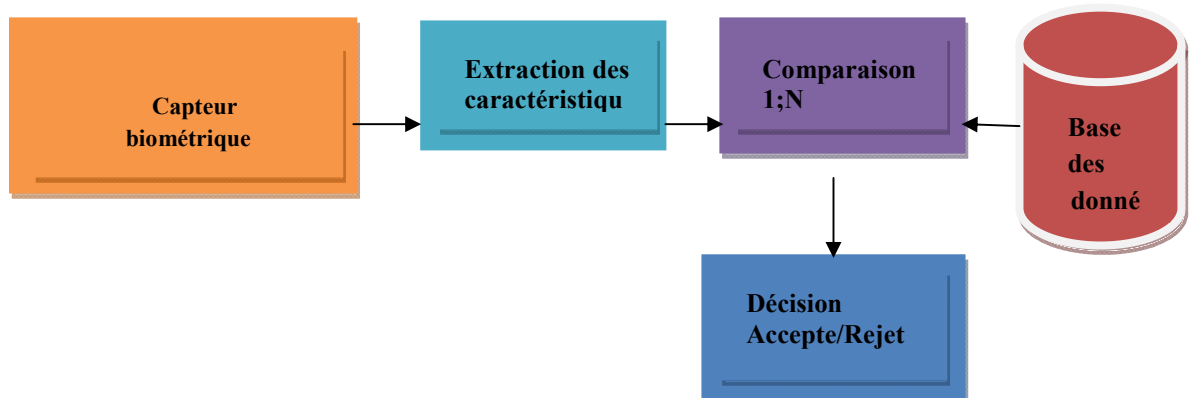 Capteur
biométrique
Extraction des
caractéristiqu
Comparaison
1;N
Base
des
donné
Décision
Accepte/Rejet